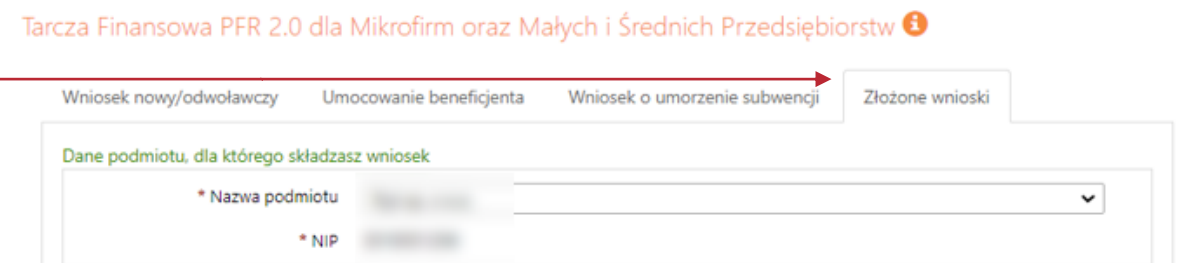 Tarcza Finansowa PFR 2.0 dla Mikrofirm oraz Małych i Średnich Przedsiębiorstw
Wniosek nowy/odwoławczy Umocowanie beneficjenta Wniosek o umorzenie subwencji Złożone wnioski
Dane podmiotu, dla którego składzasz wniosek
* Nazwa podmiotu
* NIP